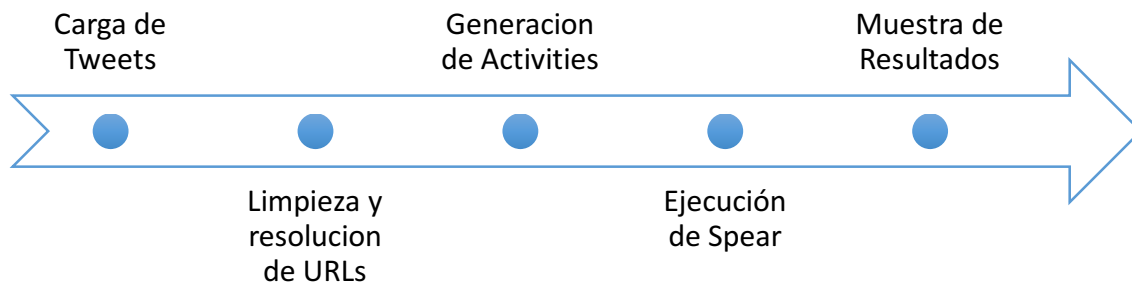 Carga de
Tweets
Limpieza y
resolucion
de URLs
Generacion
de Activities
Ejecución
de Spear
Muestra de
Resultados